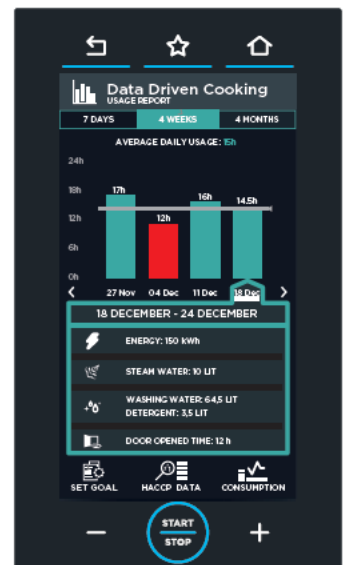 Data Driven Cooking
USAGE REPORT
7 DAYS 4 WEEKS 4 MONTHS
AVERAGE DAILY USAGE: 15h
24h
18h
12h
6h
0h
17h
12h
16h
14.5h
27 Nov 04 Dec 11 Dec 18 Dec
18 DECEMBER - 24 DECEMBER
ENERGY: 150 kWh
STEAM WATER: 10 LIT
WASHING WATER: 64,5 LIT
DETERGENT: 3,5 LIT
DOOR OPENED TIME: 12 h
SET GOAL HACCP DATA CONSUMPTION
START
STOP